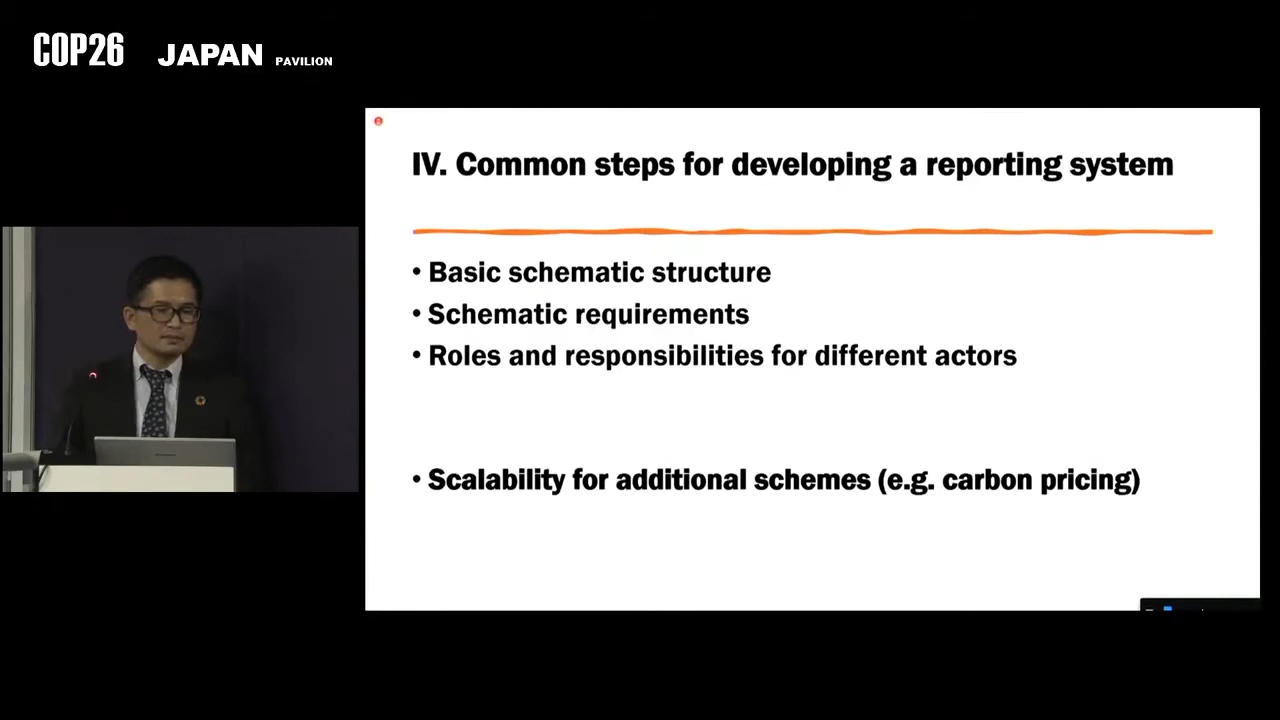 COP26 JAPAN PAVILION
IV. Common steps for developing a reporting system
• Basic schematic structure
• Schematic requirements
• Roles and responsibilities for different actors
• Scalability for additional schemes (e.g. carbon pricing)